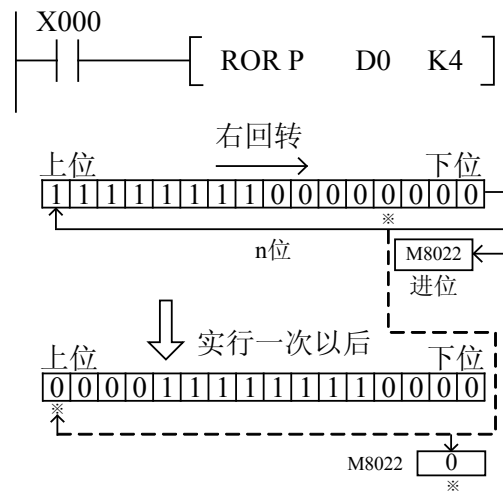 X000
ROR P D0 K4
右回转
上位 下位
1 1 1 1 1 1 1 1 0 0 0 0 0 0 0 0
※
n位
M8022
进位
实行一次以后
上位 下位
0 0 0 0 1 1 1 1 1 1 1 1 0 0 0 0
※
M8022 0
※